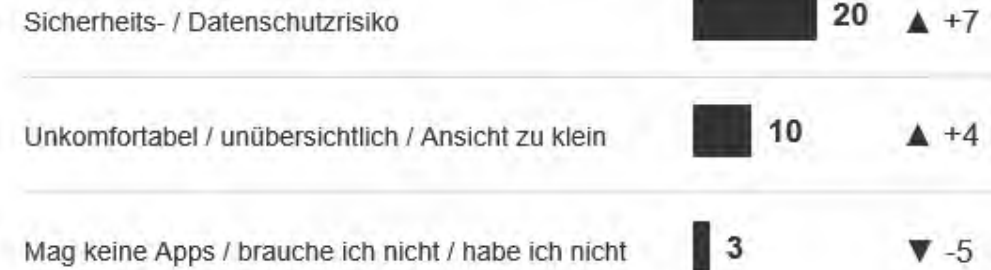 Sicherheits- / Datenschutzrisiko 20 ▲ +7
Unkomfortabel / unübersichtlich / Ansicht zu klein 10 ▲ +4
Mag keine Apps / brauche ich nicht / habe ich nicht 3 ▼ -5